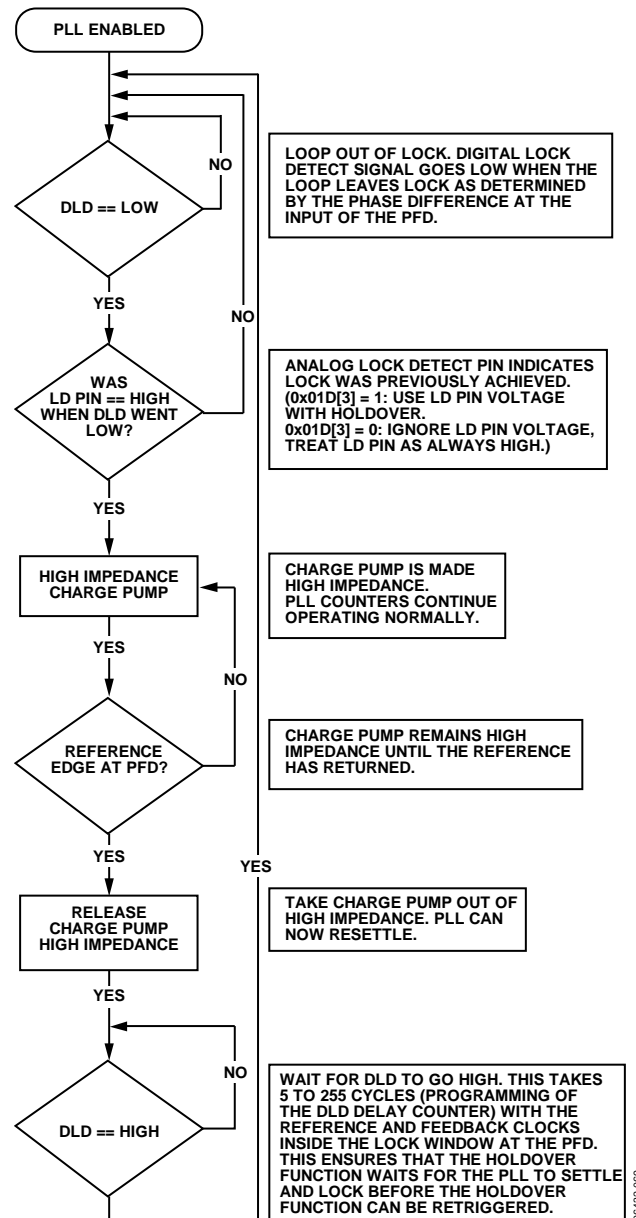 PLL ENABLED
NO
DLD == LOW
LOOP OUT OF LOCK. DIGITAL LOCK
DETECT SIGNAL GOES LOW WHEN THE
LOOP LEAVES LOCK AS DETERMINED
BY THE PHASE DIFFERENCE AT THE
INPUT OF THE PFD.
YES
NO
WAS
LD PIN == HIGH
WHEN DLD WENT
LOW?
ANALOG LOCK DETECT PIN INDICATES
LOCK WAS PREVIOUSLY ACHIEVED.
(0x01D[3] = 1: USE LD PIN VOLTAGE
WITH HOLDOVER.
0x01D[3] = 0: IGNORE LD PIN VOLTAGE,
TREAT LD PIN AS ALWAYS HIGH.)
YES
HIGH IMPEDANCE
CHARGE PUMP
CHARGE PUMP IS MADE
HIGH IMPEDANCE.
PLL COUNTERS CONTINUE
OPERATING NORMALLY.
YES
NO
REFERENCE
EDGE AT PFD?
CHARGE PUMP REMAINS HIGH
IMPEDANCE UNTIL THE REFERENCE
HAS RETURNED.
YES
YES
RELEASE
CHARGE PUMP
HIGH IMPEDANCE
TAKE CHARGE PUMP OUT OF
HIGH IMPEDANCE. PLL CAN
NOW RESETTLE.
YES
NO
DLD == HIGH
WAIT FOR DLD TO GO HIGH. THIS TAKES
5 TO 255 CYCLES (PROGRAMMING OF
THE DLD DELAY COUNTER) WITH THE
REFERENCE AND FEEDBACK CLOCKS
INSIDE THE LOCK WINDOW AT THE PFD.
THIS ENSURES THAT THE HOLDOVER
FUNCTION WAITS FOR THE PLL TO SETTLE
AND LOCK BEFORE THE HOLDOVER
FUNCTION CAN BE RETRIGGERED.